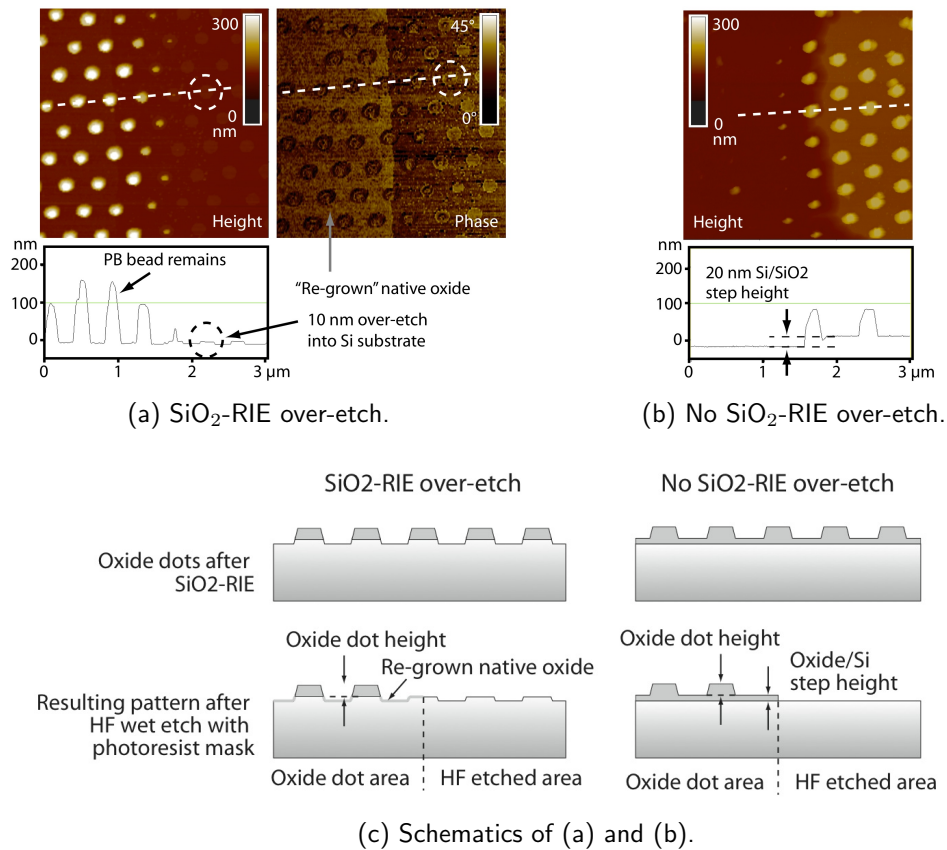 300
0
nm
Height
45°
0°
Phase
300
0
nm
Height
nm
200
100
0
0
1
2
3 µm
PB bead remains
"Re-grown" native oxide
10 nm over-etch
into Si substrate
nm
200
100
0
0
1
2
3 µm
20 nm Si/SiO2
step height
(a) SiO₂-RIE over-etch.
(b) No SiO₂-RIE over-etch.
SiO2-RIE over-etch
No SiO2-RIE over-etch
Oxide dots after
SiO2-RIE
Oxide dot height
Re-grown native oxide
Oxide dot height
Oxide/Si
step height
Resulting pattern after
HF wet etch with
photoresist mask
Oxide dot area
HF etched area
Oxide dot area
HF etched area
(c) Schematics of (a) and (b).